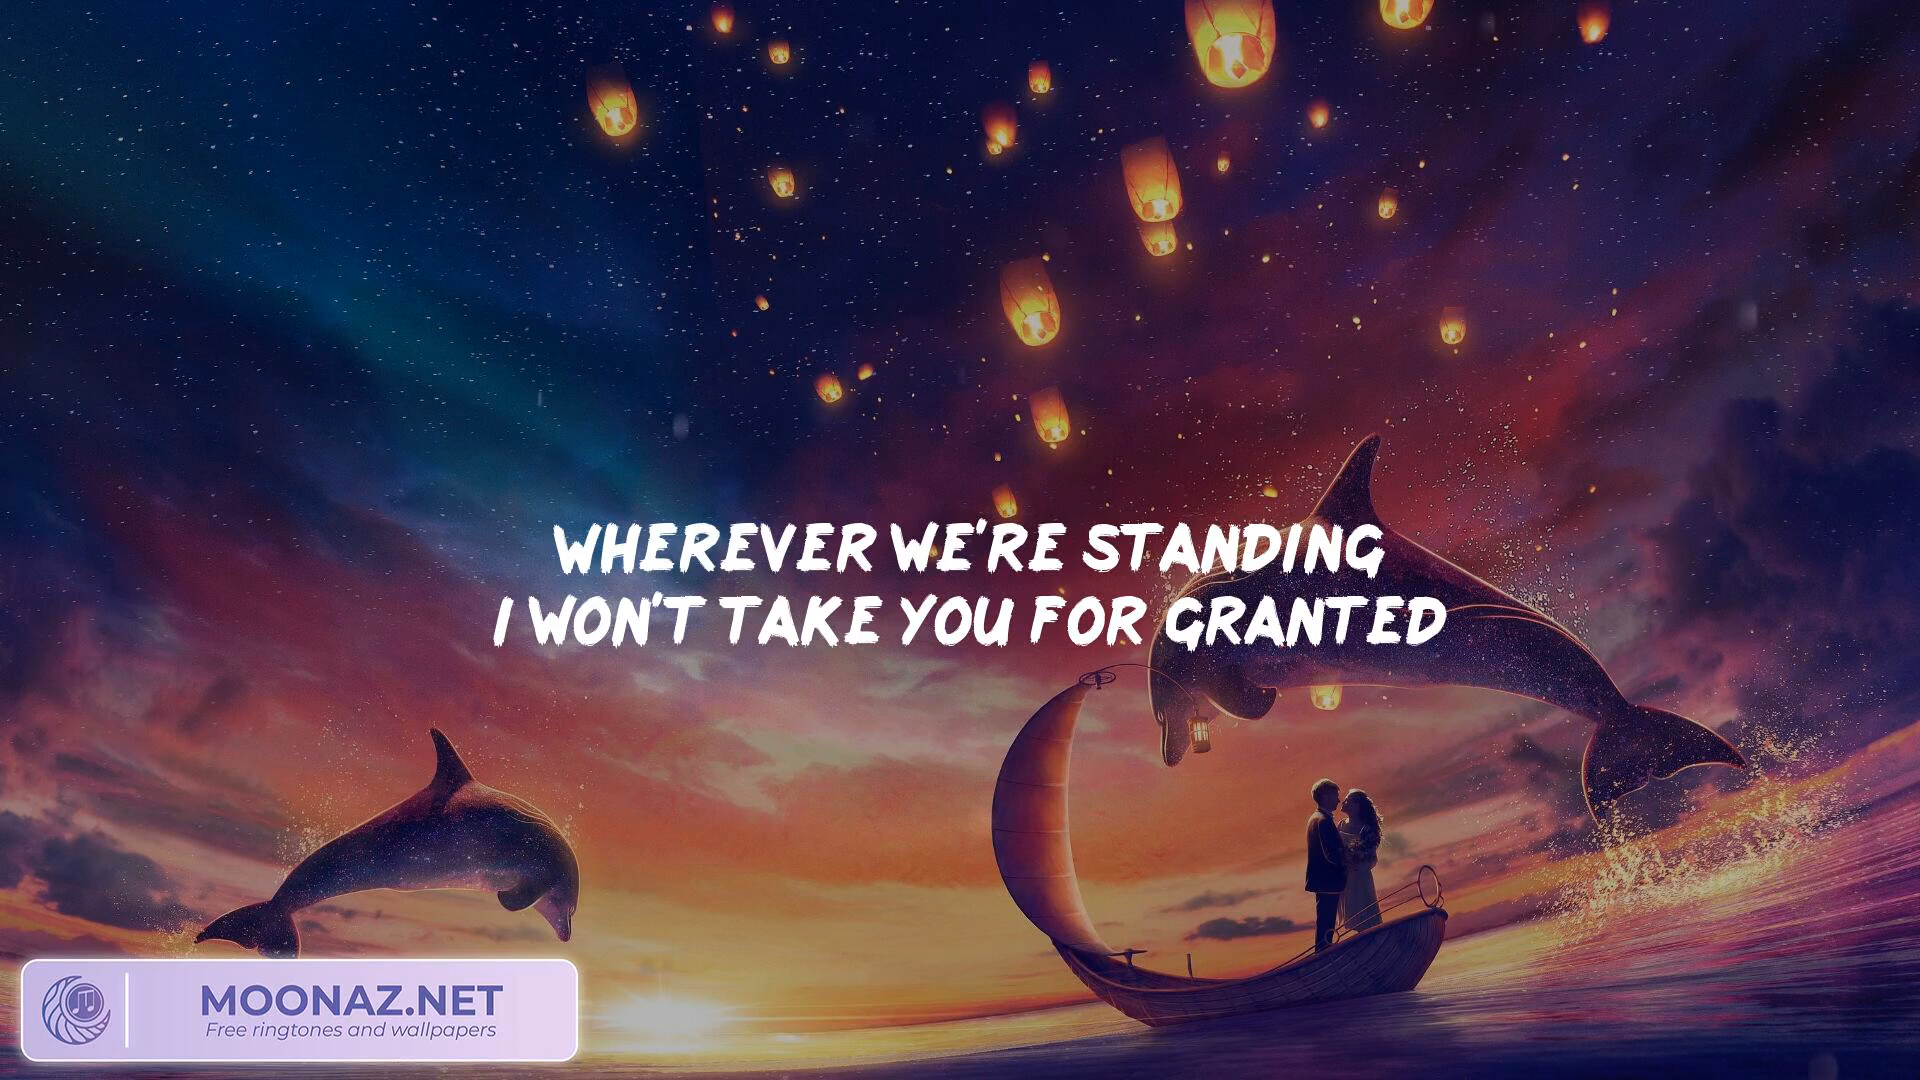 WHEREVER WE'RE STANDING
I WON'T TAKE YOU FOR GRANTED
MOONAZ.NET
Free ringtones and wallpapers